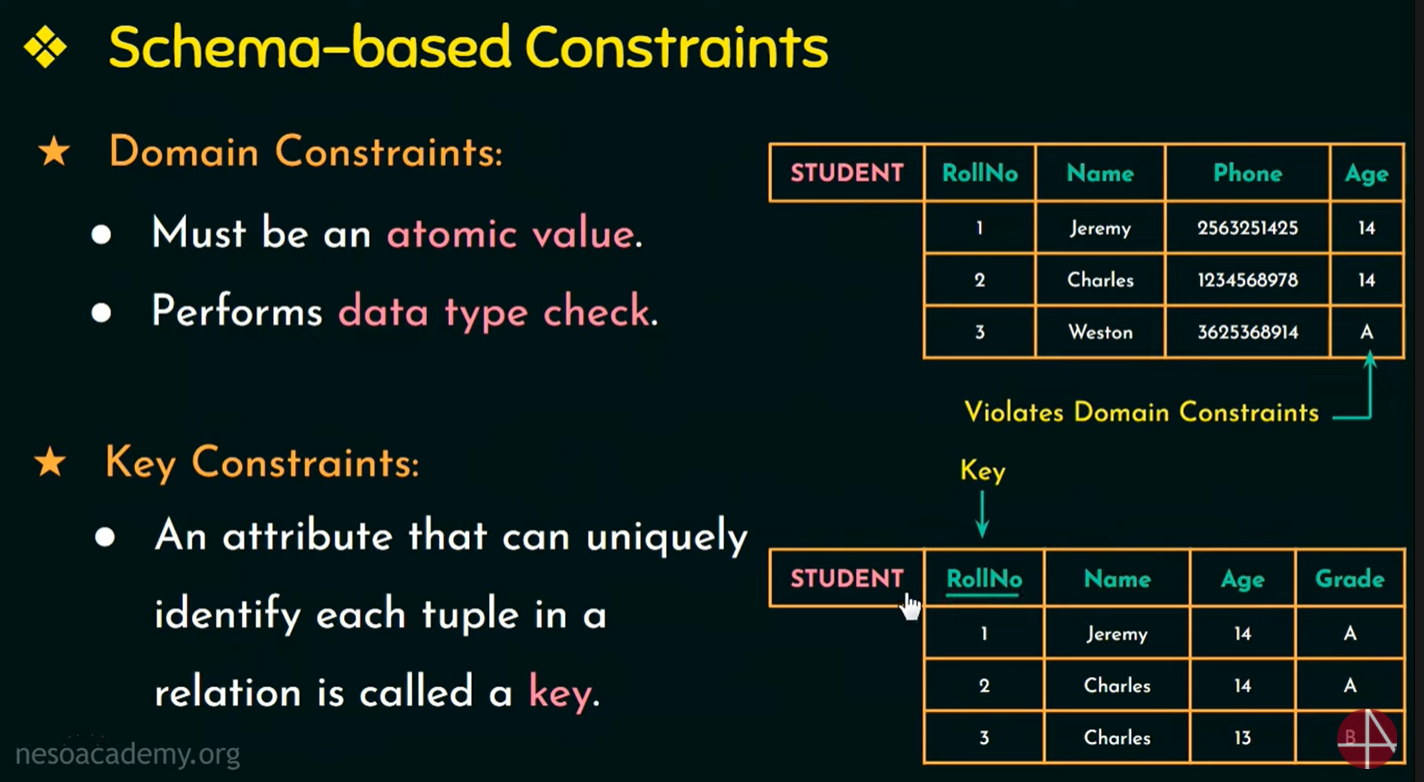 Schema-based Constraints
Domain Constraints:
Must be an atomic value.
Performs data type check.
STUDENT RollNo Name Phone Age
1 Jeremy 2563251425 14
2 Charles 1234568978 14
3 Weston 3625368914 A
Violates Domain Constraints
Key Constraints:
An attribute that can uniquely
identify each tuple in a
relation is called a key.
Key
STUDENT RollNo Name Age Grade
1 Jeremy 14 A
2 Charles 14 A
3 Charles 13 B
nesoacademy.org